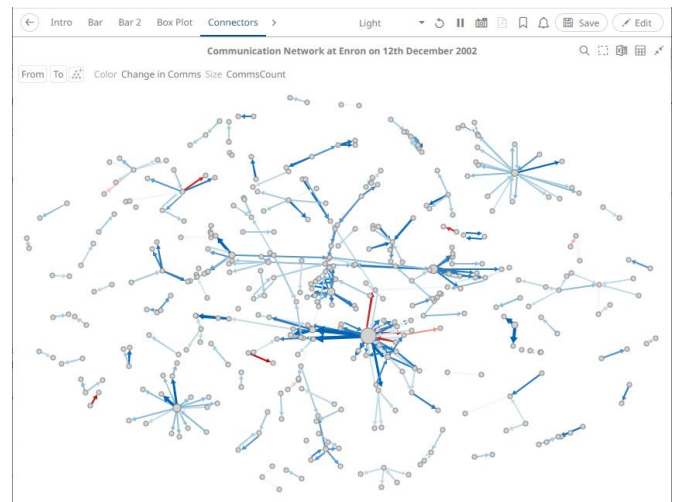 Intro Bar Bar 2 Box Plot Connectors Light Save Edit
Communication Network at Enron on 12th December 2002
From To Color Change in Comms Size CommsCount